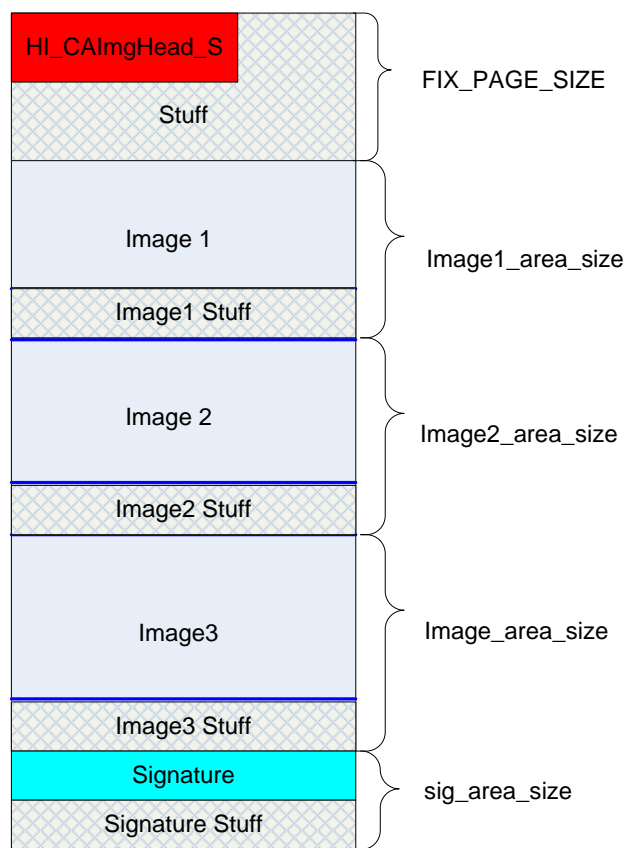 HI_CAImgHead_S
FIX_PAGE_SIZE
Stuff
Image 1
Image1_area_size
Image1 Stuff
Image 2
Image2_area_size
Image2 Stuff
Image3
Image_area_size
Image3 Stuff
Signature
sig_area_size
Signature Stuff